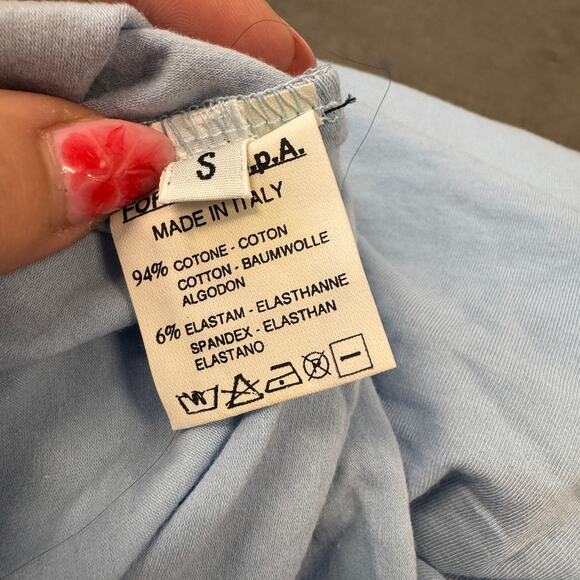 S
.p.A.
MADE IN ITALY
94% COTONE - COTON
COTTON - BAUMWOLLE
ALGODON
6% ELASTAM - ELASTHANNE
SPANDEX - ELASTHAN
ELASTANO